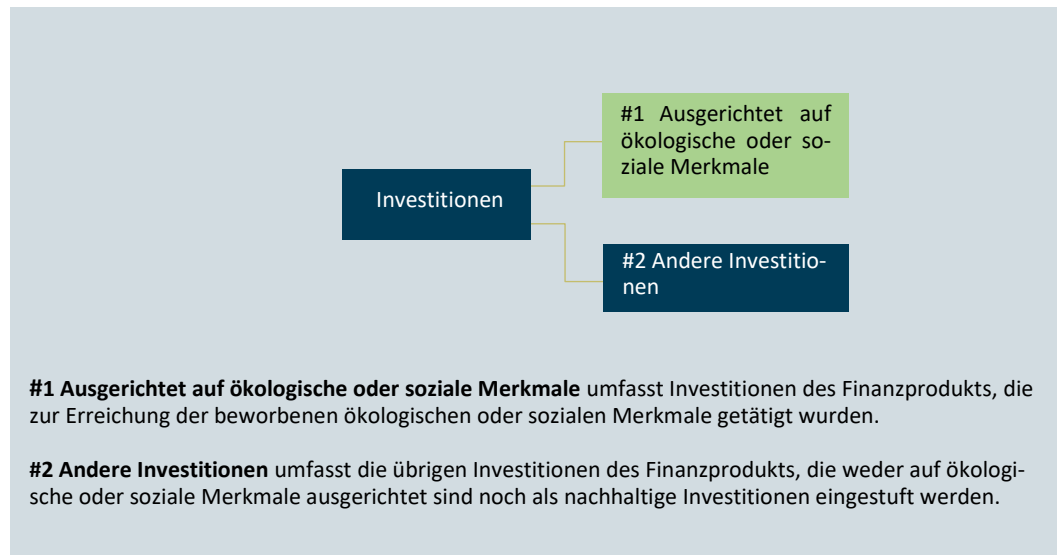 #1 Ausgerichtet auf
ökologische oder so-
ziale Merkmale
Investitionen
#2 Andere Investitio-
nen
#1 Ausgerichtet auf ökologische oder soziale Merkmale umfasst Investitionen des Finanzprodukts, die
zur Erreichung der beworbenen ökologischen oder sozialen Merkmale getätigt wurden.
#2 Andere Investitionen umfasst die übrigen Investitionen des Finanzprodukts, die weder auf ökologi-
sche oder soziale Merkmale ausgerichtet sind noch als nachhaltige Investitionen eingestuft werden.